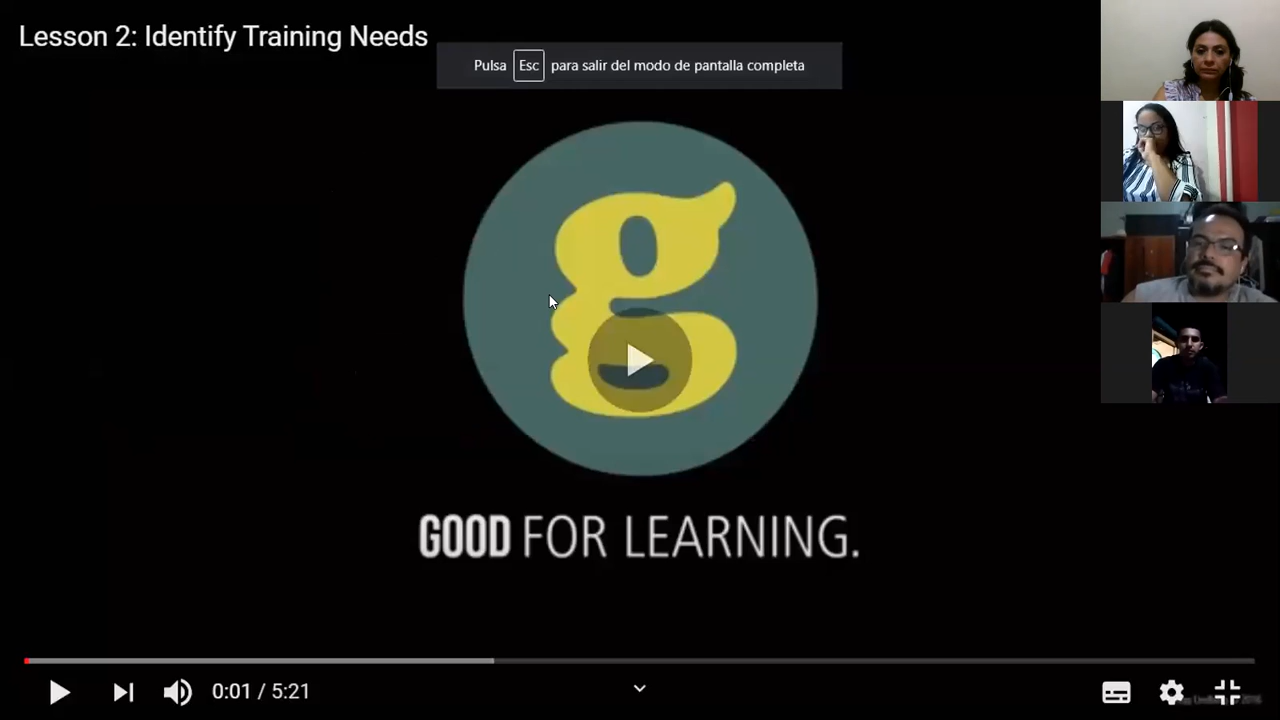 Lesson 2: Identify Training Needs
Pulsa Esc para salir del modo de pantalla completa
g
GOOD FOR LEARNING.
0:01 / 5:21
2016